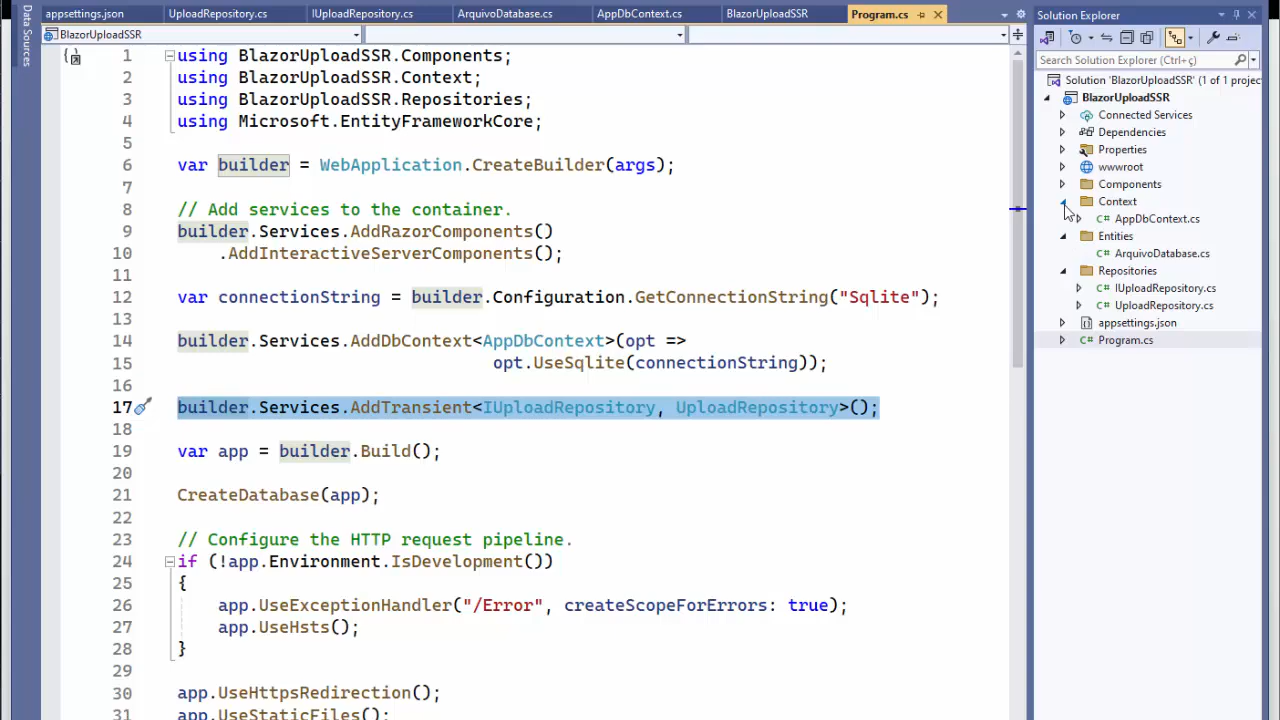 appsettings.json UploadRepository.cs IUploadRepository.cs ArquivoDatabase.cs AppDbContext.cs BlazorUploadSSR Program.cs
Data Sources
BlazorUploadSSR
1 using BlazorUploadSSR.Components;
2 using BlazorUploadSSR.Context;
3 using BlazorUploadSSR.Repositories;
4 using Microsoft.EntityFrameworkCore;
5
6 var builder = WebApplication.CreateBuilder(args);
7
8 // Add services to the container.
9 builder.Services.AddRazorComponents()
10 .AddInteractiveServerComponents();
11
12 var connectionString = builder.Configuration.GetConnectionString("Sqlite");
13
14 builder.Services.AddDbContext<AppDbContext>(opt =>
15 opt.UseSqlite(connectionString));
16
17 builder.Services.AddTransient<IUploadRepository, UploadRepository>();
18
19 var app = builder.Build();
20
21 CreateDatabase(app);
22
23 // Configure the HTTP request pipeline.
24 if (!app.Environment.IsDevelopment())
25 {
26 app.UseExceptionHandler("/Error", createScopeForErrors: true);
27 app.UseHsts();
28 }
29
30 app.UseHttpsRedirection();
31 app.UseStaticFiles();
Solution Explorer
Search Solution Explorer (Ctrl+ç)
Solution 'BlazorUploadSSR' (1 of 1 projec
BlazorUploadSSR
Connected Services
Dependencies
Properties
wwwroot
Components
Context
C# AppDbContext.cs
Entities
C# ArquivoDatabase.cs
Repositories
C# IUploadRepository.cs
C# UploadRepository.cs
appsettings.json
C# Program.cs